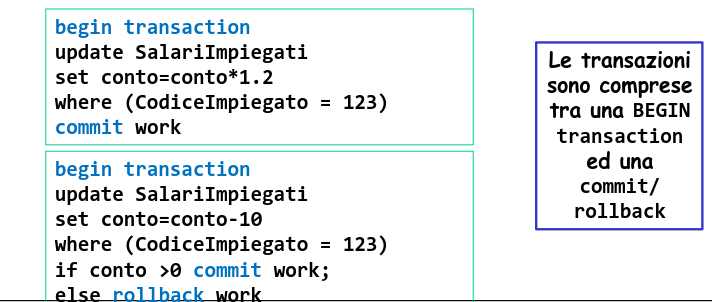 begin transaction
update SalariImpiegati
set conto=conto*1.2
where (CodiceImpiegato = 123)
commit work
begin transaction
update SalariImpiegati
set conto=conto-10
where (CodiceImpiegato = 123)
if conto >0 commit work;
else rollback work
Le transazioni
sono comprese
tra una BEGIN
transaction
ed una
commit/
rollback